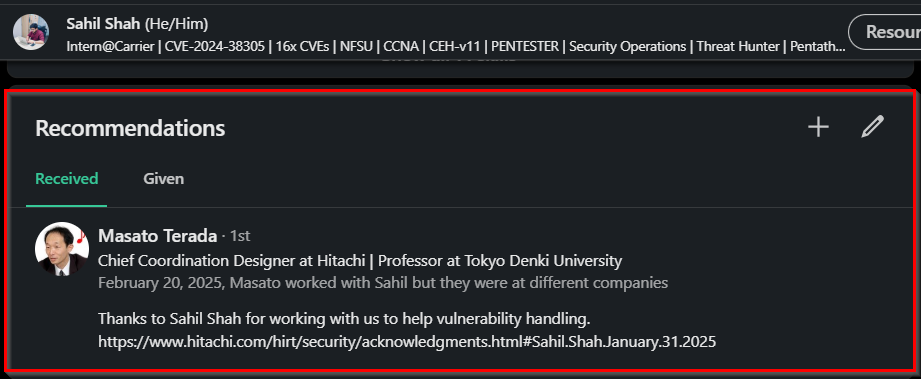 Sahil Shah (He/Him)
Intern@Carrier | CVE-2024-38305 | 16x CVEs | NFSU | CCNA | CEH-v11 | PENTESTER | Security Operations | Threat Hunter | Pentath...
Resour
Recommendations
Received
Given
Masato Terada · 1st
Chief Coordination Designer at Hitachi | Professor at Tokyo Denki University
February 20, 2025, Masato worked with Sahil but they were at different companies
Thanks to Sahil Shah for working with us to help vulnerability handling.
https://www.hitachi.com/hirt/security/acknowledgments.html#Sahil.Shah.January.31.2025